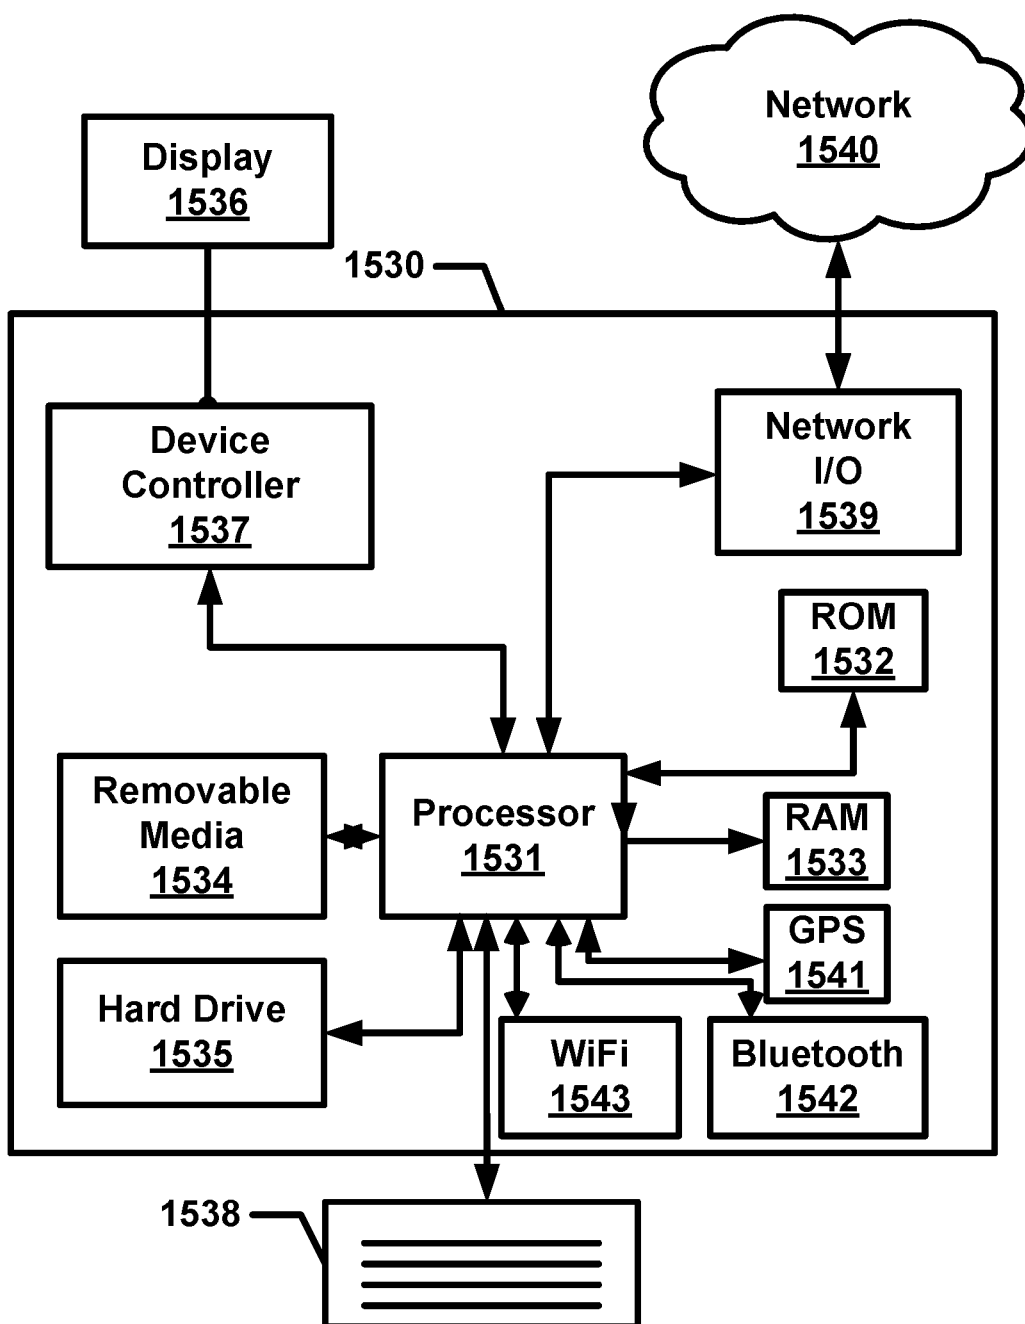 Network
1540
Display
1536
1530
Device
Controller
1537
Network
I/O
1539
ROM
1532
Removable
Media
1534
Processor
1531
RAM
1533
GPS
1541
Hard Drive
1535
WiFi
1543
Bluetooth
1542
1538